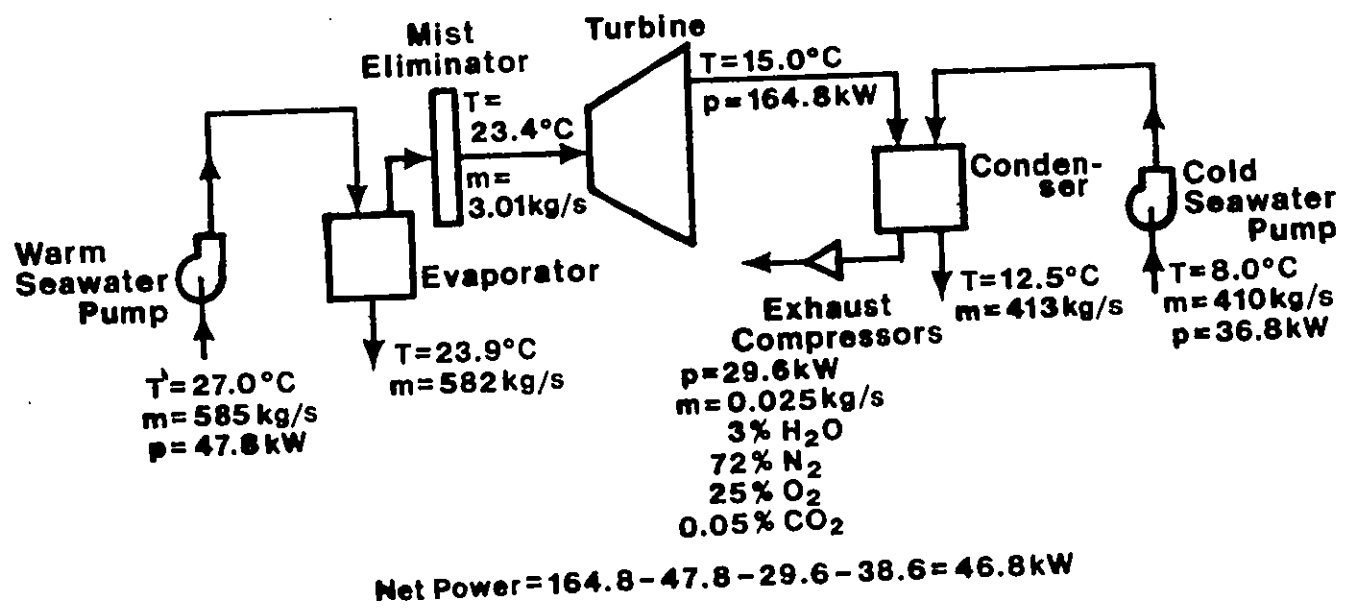 Mist
Eliminator
Turbine
T=
23.4°C
m=
3.01kg/s
T=15.0°C
p=164.8kW
Conden-
ser
Cold
Seawater
Pump
Warm
Seawater
Pump
Evaporator
T=27.0°C
m=585kg/s
p=47.8kW
T=23.9°C
m=582kg/s
Exhaust
Compressors
p=29.6kW
m=0.025kg/s
3% H₂O
72% N₂
25% O₂
0.05% CO₂
T=12.5°C
m=413kg/s
T=8.0°C
m=410kg/s
p=36.8kW
Net Power=164.8-47.8-29.6-38.6=46.8kW